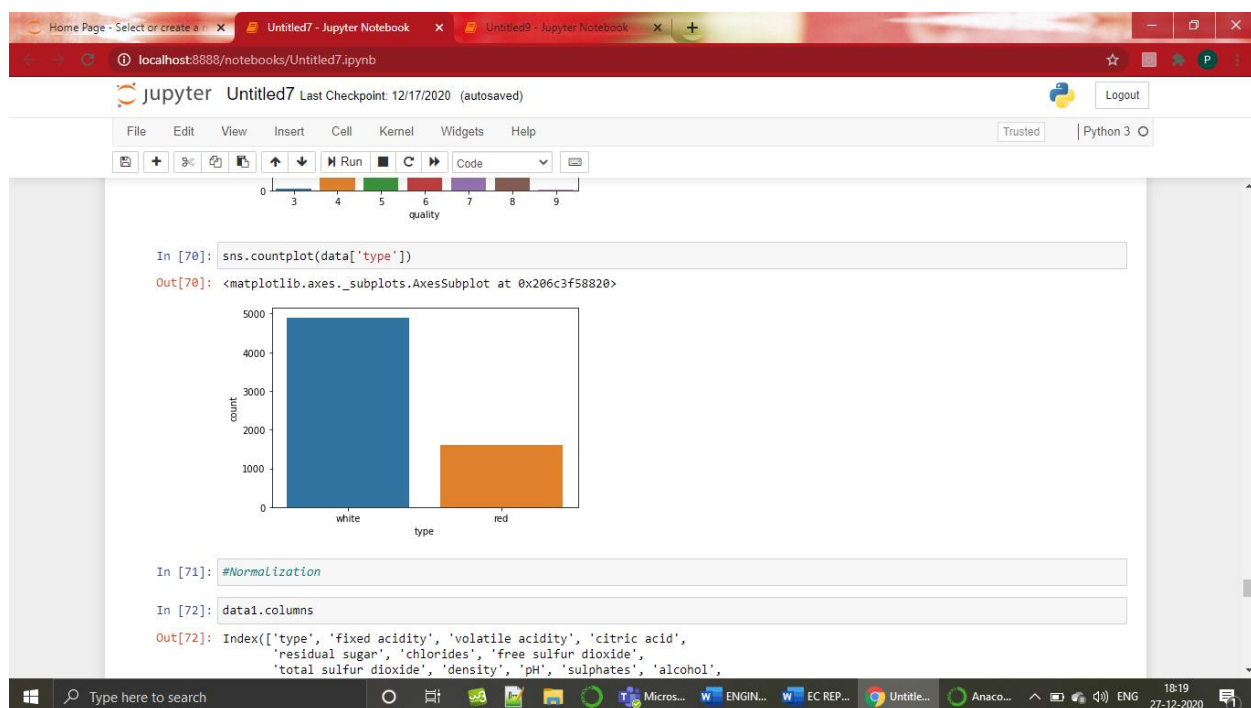 Home Page - Select or create a n
Untitled7 - Jupyter Notebook
Untitled9 - Jupyter Notebook
localhost:8888/notebooks/Untitled7.ipynb
P
jupyter Untitled7 Last Checkpoint: 12/17/2020 (autosaved)
Logout
File Edit View Insert Cell Kernel Widgets Help
Trusted Python 3
Run Code
0
3 4 5 6 7 8 9
quality
In [70]: sns.countplot(data['type'])
Out[70]: <matplotlib.axes._subplots.AxesSubplot at 0x206c3f58820>
5000
4000
3000
2000
1000
0
count
white red
type
In [71]: #Normalization
In [72]: data1.columns
Out[72]: Index(['type', 'fixed acidity', 'volatile acidity', 'citric acid',
'residual sugar', 'chlorides', 'free sulfur dioxide',
'total sulfur dioxide', 'density', 'pH', 'sulphates', 'alcohol',
Type here to search
Micros... ENGIN... EC REP... Untitle... Anaco... ENG
18:19
27-12-2020